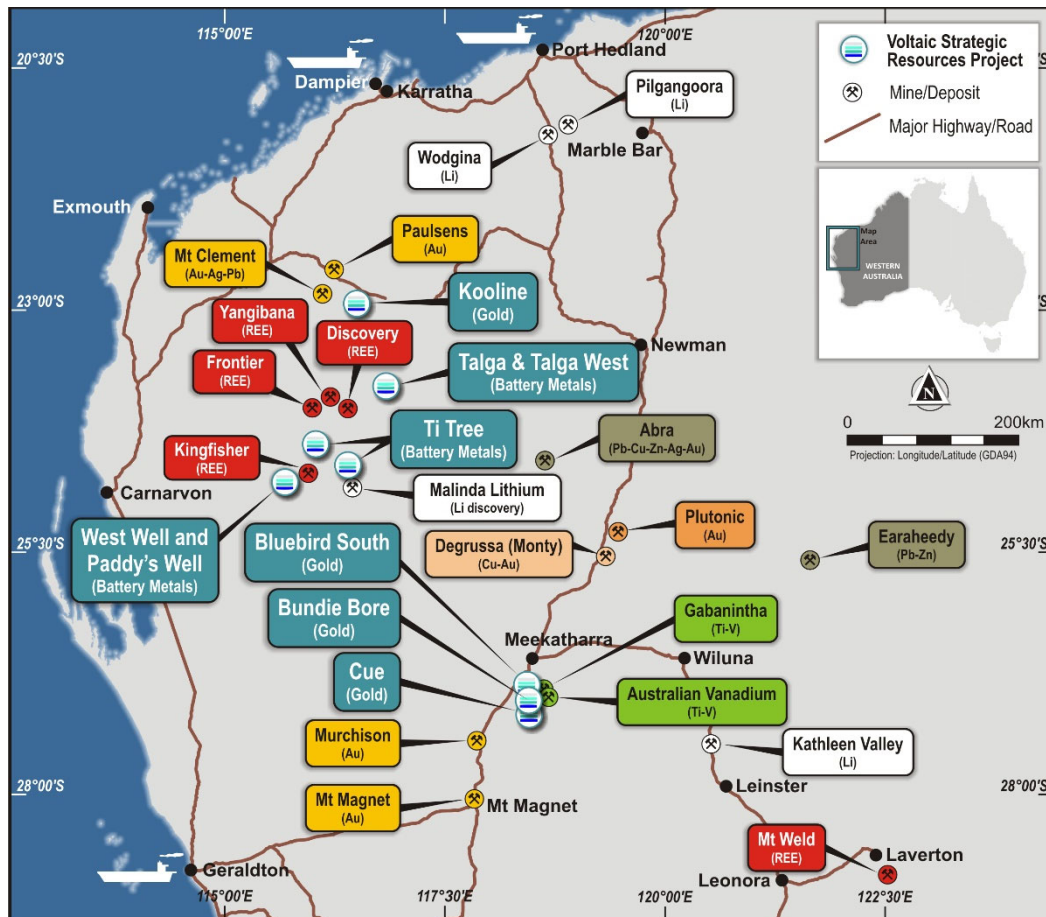 115°00'E
120°00'E
20°30'S
20°30'S
Port Hedland
Dampier
Karratha
Pilgangoora
(Li)
Marble Bar
Wodgina
(Li)
Voltaic Strategic
Resources Project
Mine/Deposit
Major Highway/Road
Map
Area
WESTERN
AUSTRALIA
Exmouth
Paulsens
(Au)
Mt Clement
(Au-Ag-Pb)
Kooline
(Gold)
23°00'S
23°00'S
Yangibana
(REE)
Discovery
(REE)
Newman
Frontier
(REE)
Talga & Talga West
(Battery Metals)
N
0
200km
Projection: Longitude/Latitude (GDA94)
Ti Tree
(Battery Metals)
Abra
(Pb-Cu-Zn-Ag-Au)
Kingfisher
(REE)
Carnarvon
Malinda Lithium
(Li discovery)
West Well and
Paddy's Well
(Battery Metals)
Bluebird South
(Gold)
Degrussa (Monty)
(Cu-Au)
Plutonic
(Au)
Earaheedy
(Pb-Zn)
25°30'S
25°30'S
Bundie Bore
(Gold)
Gabanintha
(Ti-V)
Meekatharra
Wiluna
Cue
(Gold)
Australian Vanadium
(Ti-V)
Murchison
(Au)
Kathleen Valley
(Li)
Leinster
28°00'S
28°00'S
Mt Magnet
(Au)
Mt Magnet
Mt Weld
(REE)
Laverton
Geraldton
Leonora
115°00'E
117°30'E
120°00'E
122°30'E